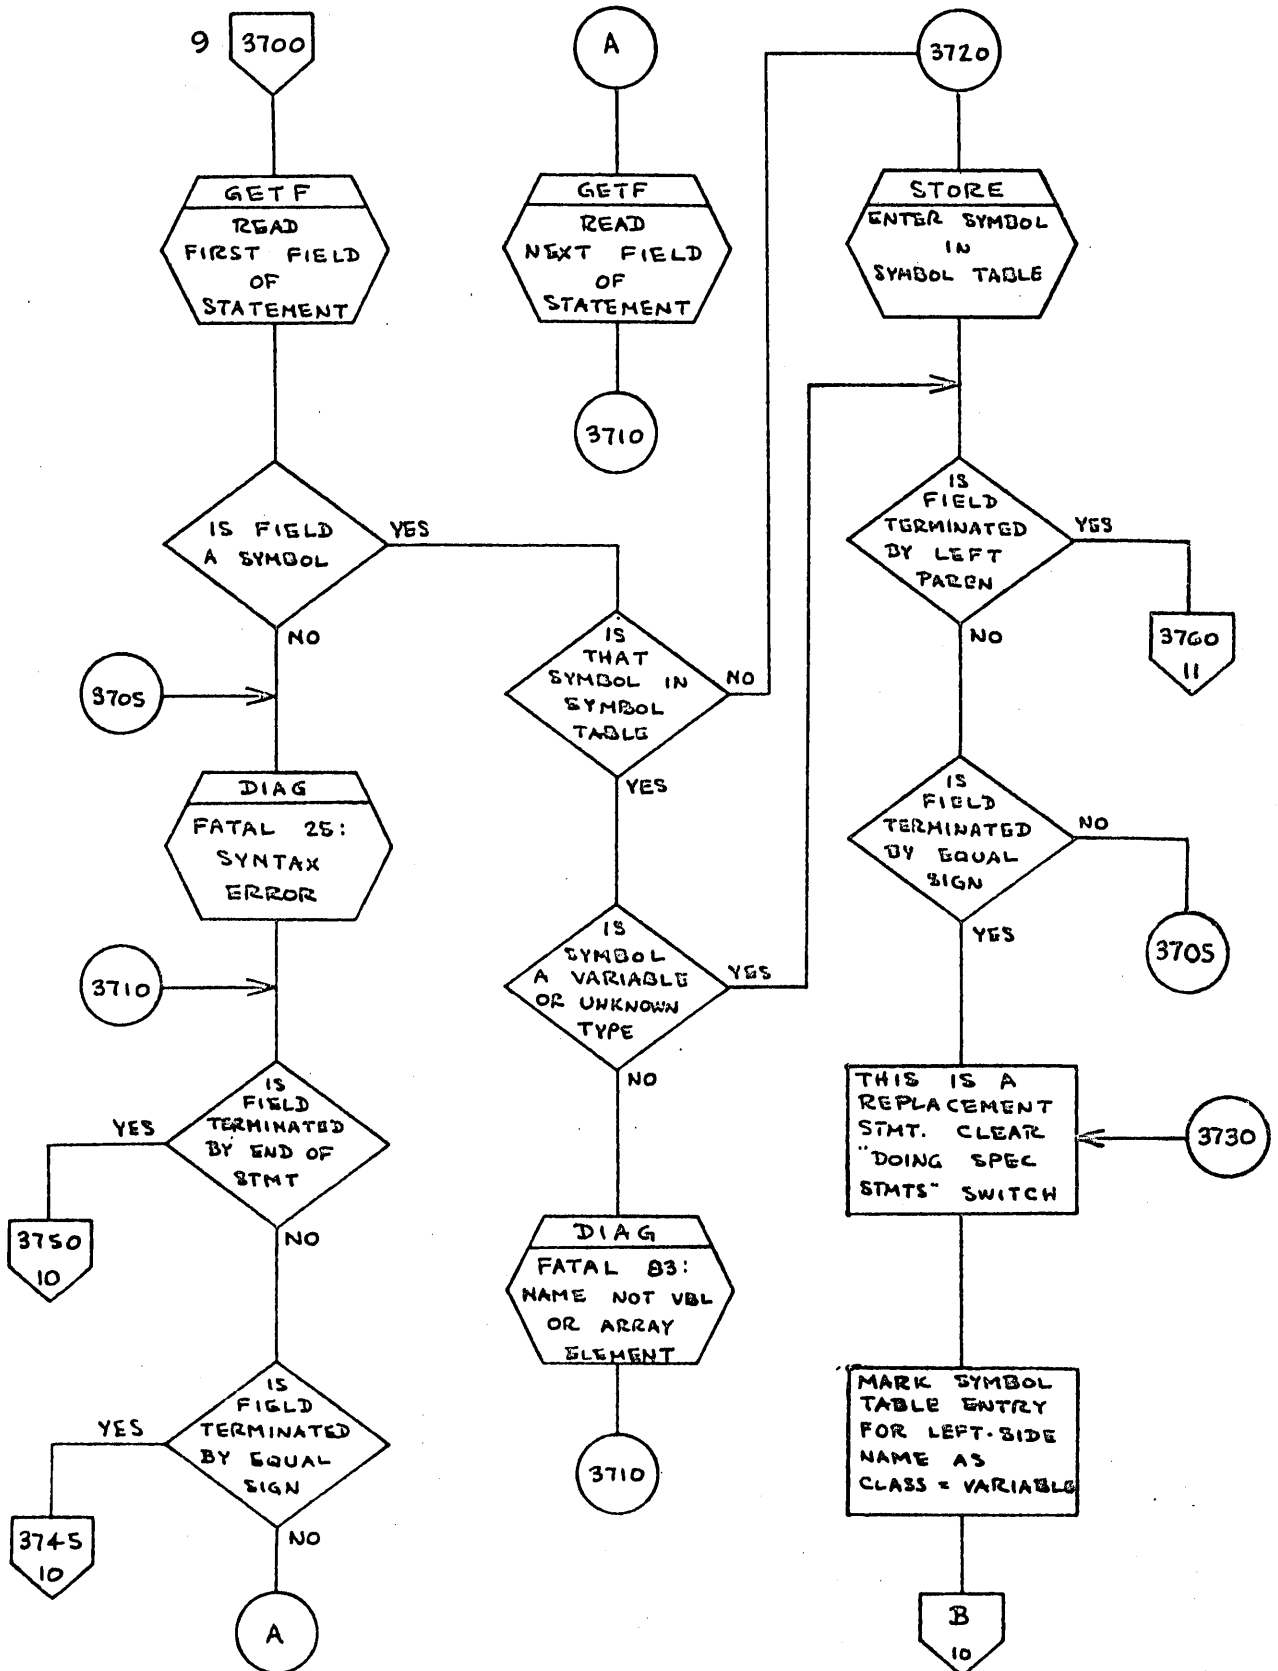 9
3700
GETF
READ
FIRST FIELD
OF
STATEMENT
IS FIELD
A SYMBOL
YES
NO
3705
DIAG
FATAL 25:
SYNTAX
ERROR
3710
IS
FIELD
TERMINATED
BY END OF
STMT
YES
NO
3750
10
IS
FIELD
TERMINATED
BY EQUAL
SIGN
YES
NO
3745
10
A
A
GETF
READ
NEXT FIELD
OF
STATEMENT
3710
IS
THAT
SYMBOL IN
SYMBOL
TABLE
NO
YES
IS
SYMBOL
A VARIABLE
OR UNKNOWN
TYPE
YES
NO
DIAG
FATAL 83:
NAME NOT VBL
OR ARRAY
ELEMENT
3710
3720
STORE
ENTER SYMBOL
IN
SYMBOL TABLE
IS
FIELD
TERMINATED
BY LEFT
PAREN
YES
NO
3760
11
IS
FIELD
TERMINATED
BY EQUAL
SIGN
NO
YES
3705
THIS IS A
REPLACEMENT
STMT. CLEAR
"DOING SPEC
STMTS" SWITCH
3730
MARK SYMBOL
TABLE ENTRY
FOR LEFT-SIDE
NAME AS
CLASS = VARIABLE
B
10